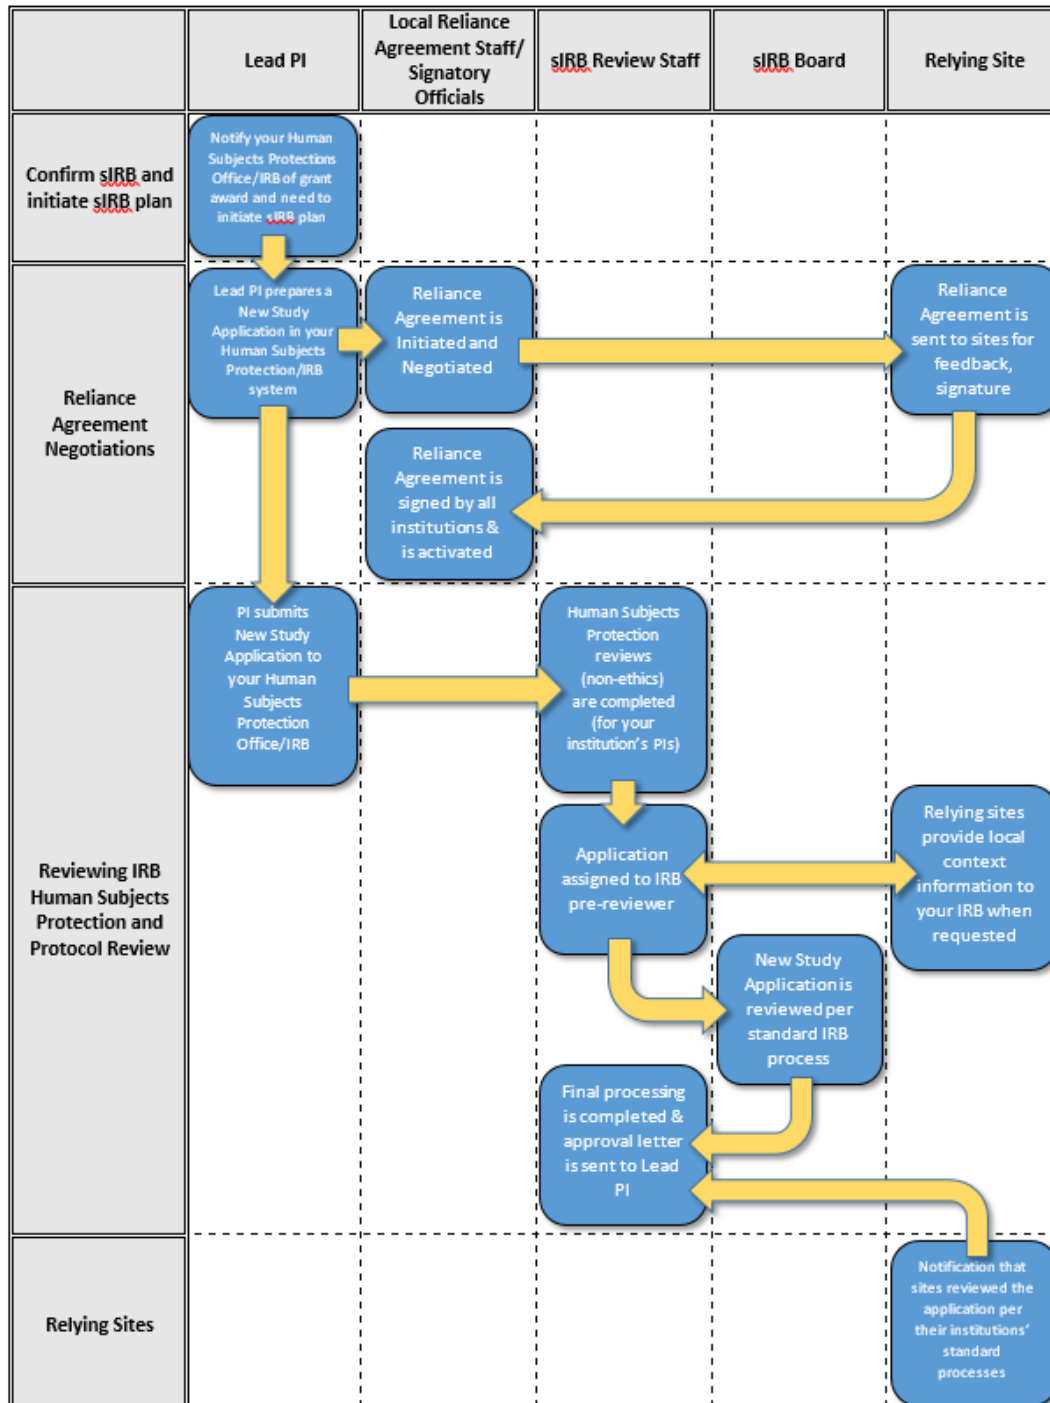 Lead PI
Local Reliance
Agreement Staff/
Signatory
Officials
sIRB Review Staff
sIRB Board
Relying Site
Confirm sIRB and
initiate sIRB plan
Notify your Human
Subjects Protections
Office/IRB of grant
award and need to
initiate sIRB plan
Reliance
Agreement
Negotiations
Lead PI prepares a
New Study
Application in your
Human Subjects
Protection/IRB
system
Reliance
Agreement is
Initiated and
Negotiated
Reliance
Agreement is
sent to sites for
feedback,
signature
Reliance
Agreement is
signed by all
institutions &
is activated
Reviewing IRB
Human Subjects
Protection and
Protocol Review
PI submits
New Study
Application to
your Human
Subjects
Protection
Office/IRB
Human Subjects
Protection
reviews
(non-ethics)
are completed
(for your
institution's PIs)
Application
assigned to IRB
pre-reviewer
Relying sites
provide local
context
information to
your IRB when
requested
New Study
Application is
reviewed per
standard IRB
process
Final processing
is completed &
approval letter
is sent to Lead
PI
Relying Sites
Notification that
sites reviewed the
application per
their institutions'
standard
processes